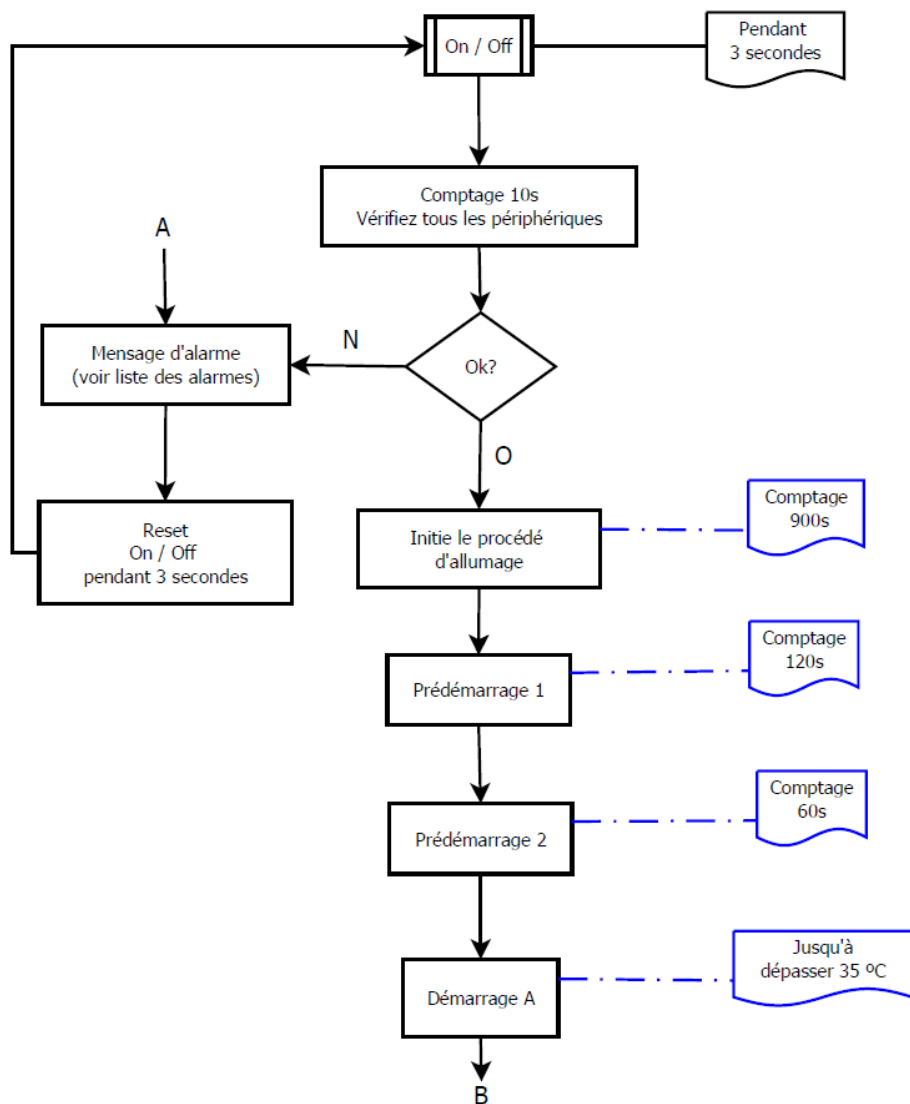 On / Off
Pendant
3 secondes
Comptage 10s
Vérifiez tous les périphériques
A
N
Mensage d'alarme
(voir liste des alarmes)
Ok?
O
Comptage
900s
Reset
On / Off
pendant 3 secondes
Initie le procédé
d'allumage
Comptage
120s
Prédémarrage 1
Comptage
60s
Prédémarrage 2
Jusqu'à
dépasser 35 ºC
Démarrage A
B